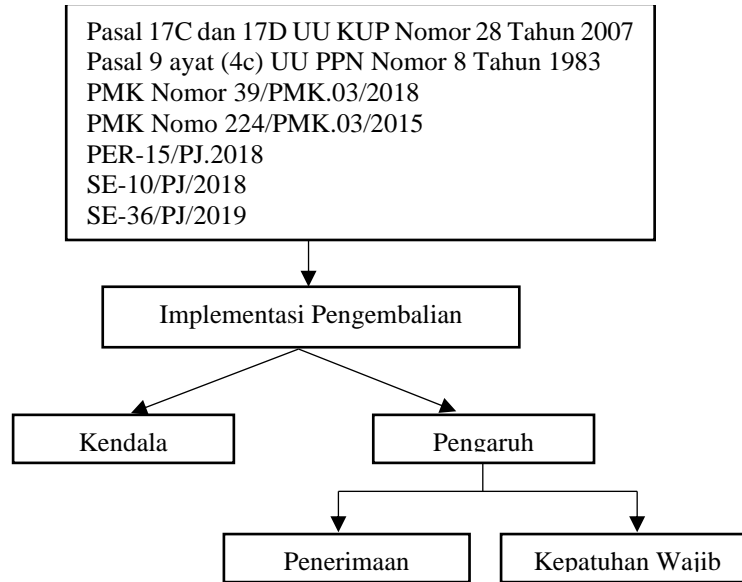 Pasal 17C dan 17D UU KUP Nomor 28 Tahun 2007
Pasal 9 ayat (4c) UU PPN Nomor 8 Tahun 1983
PMK Nomor 39/PMK.03/2018
PMK Nomo 224/PMK.03/2015
PER-15/PJ.2018
SE-10/PJ/2018
SE-36/PJ/2019
Implementasi Pengembalian
Kendala
Pengaruh
Penerimaan
Kepatuhan Wajib